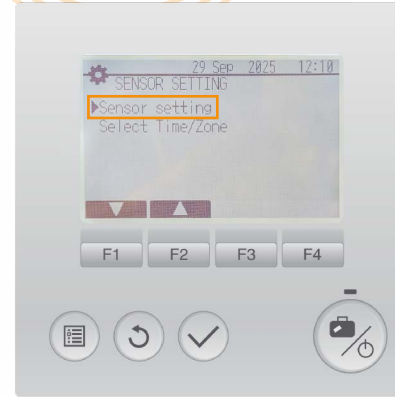 29 Sep 2025 12:10
SENSOR SETTING
Sensor setting
Select Time/Zone
F1 F2 F3 F4